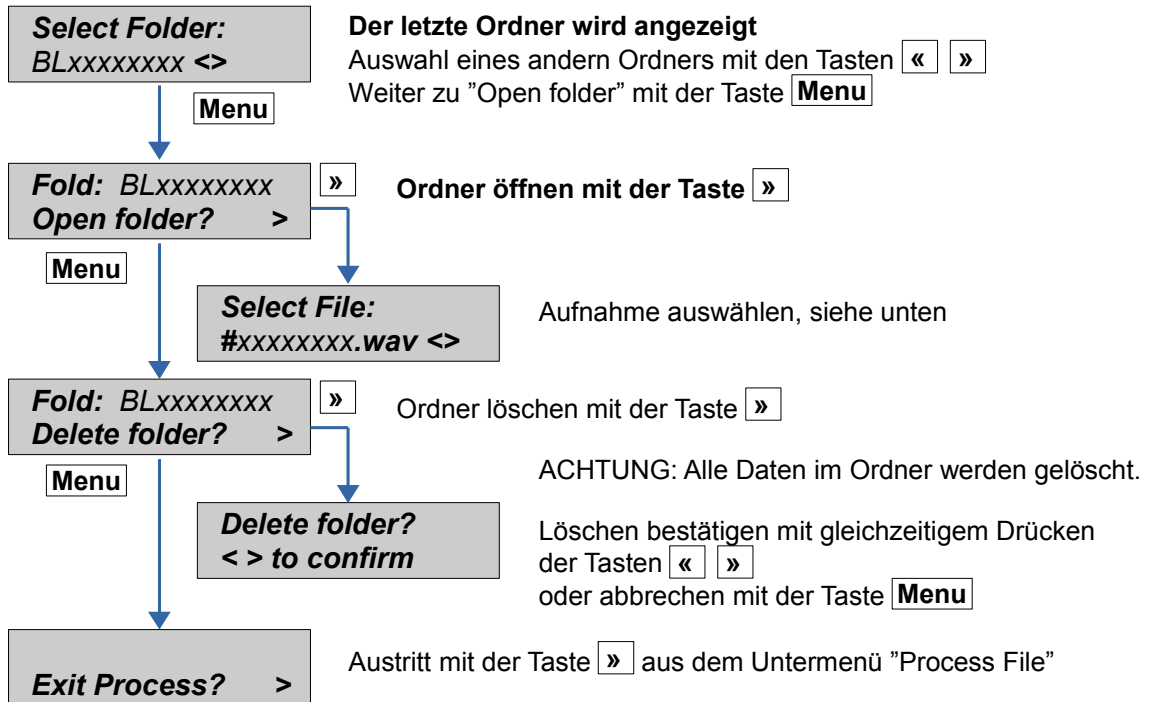 Select Folder:
BLxxxxxxxx <>
Der letzte Ordner wird angezeigt
Auswahl eines andern Ordners mit den Tasten « »
Weiter zu ”Open folder” mit der Taste Menu
Menu
Fold: BLxxxxxxxx
Open folder? >
»
Ordner öffnen mit der Taste »
Menu
Select File:
#xxxxxxxx.wav <>
Aufnahme auswählen, siehe unten
Fold: BLxxxxxxxx
Delete folder? >
»
Ordner löschen mit der Taste »
Menu
ACHTUNG: Alle Daten im Ordner werden gelöscht.
Delete folder?
< > to confirm
Löschen bestätigen mit gleichzeitigem Drücken
der Tasten « »
oder abbrechen mit der Taste Menu
Exit Process? >
Austritt mit der Taste » aus dem Untermenü ”Process File”